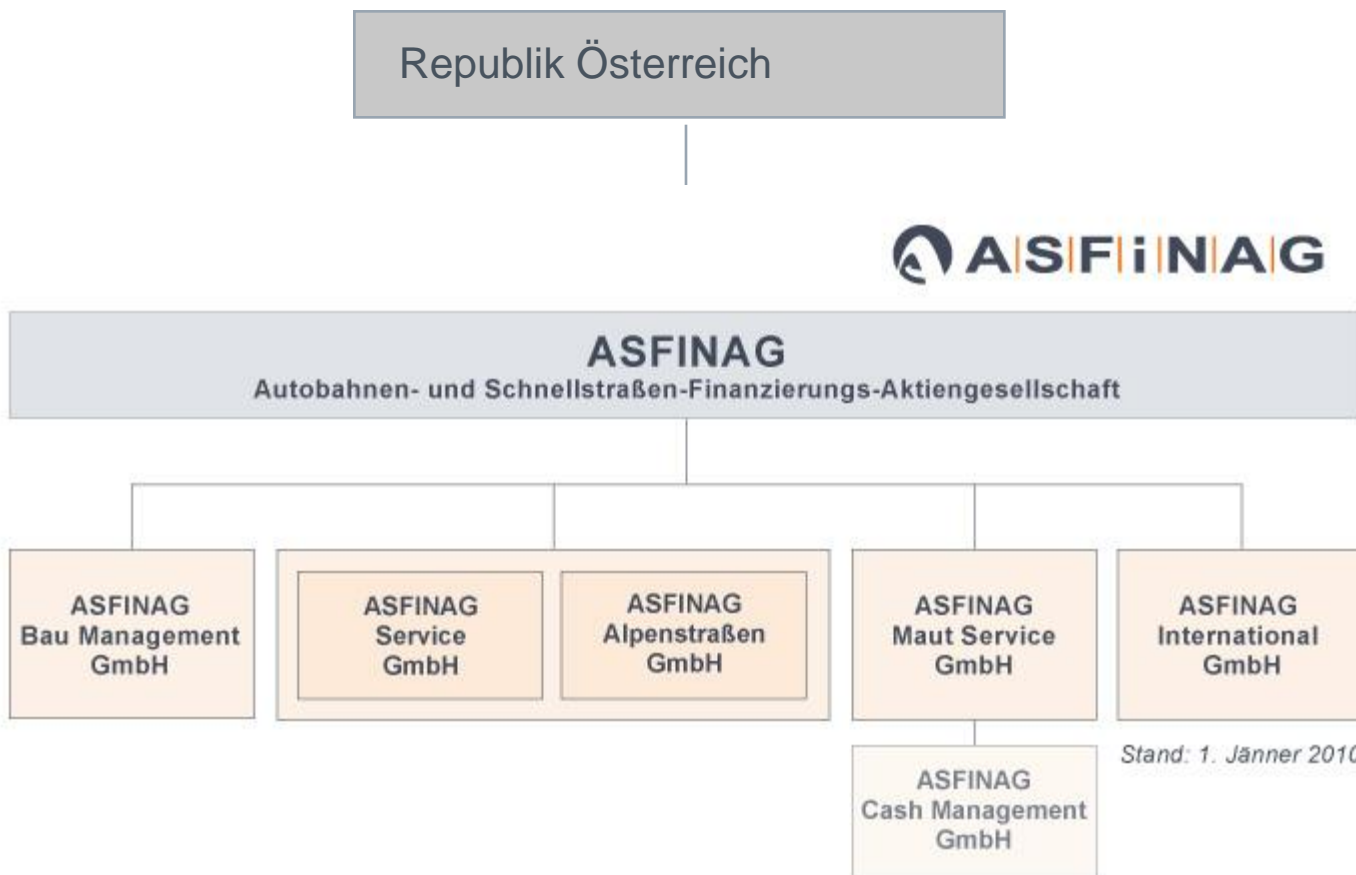 Republik Österreich
ASFiNAG
ASFINAG
Autobahnen- und Schnellstraßen-Finanzierungs-Aktiengesellschaft
ASFINAG
Bau Management
GmbH
ASFINAG
Service
GmbH
ASFINAG
Alpenstraßen
GmbH
ASFINAG
Maut Service
GmbH
ASFINAG
International
GmbH
Stand: 1. Jänner 2010
ASFINAG
Cash Management
GmbH